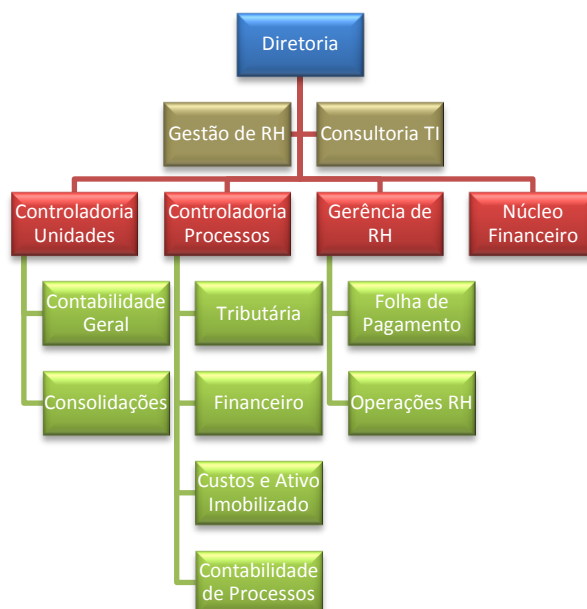 Diretoria
Gestão de RH
Consultoria TI
Controladoria
Unidades
Controladoria
Processos
Gerência de
RH
Núcleo
Financeiro
Contabilidade
Geral
Consolidações
Tributária
Financeiro
Custos e Ativo
Imobilizado
Contabilidade
de Processos
Folha de
Pagamento
Operações RH